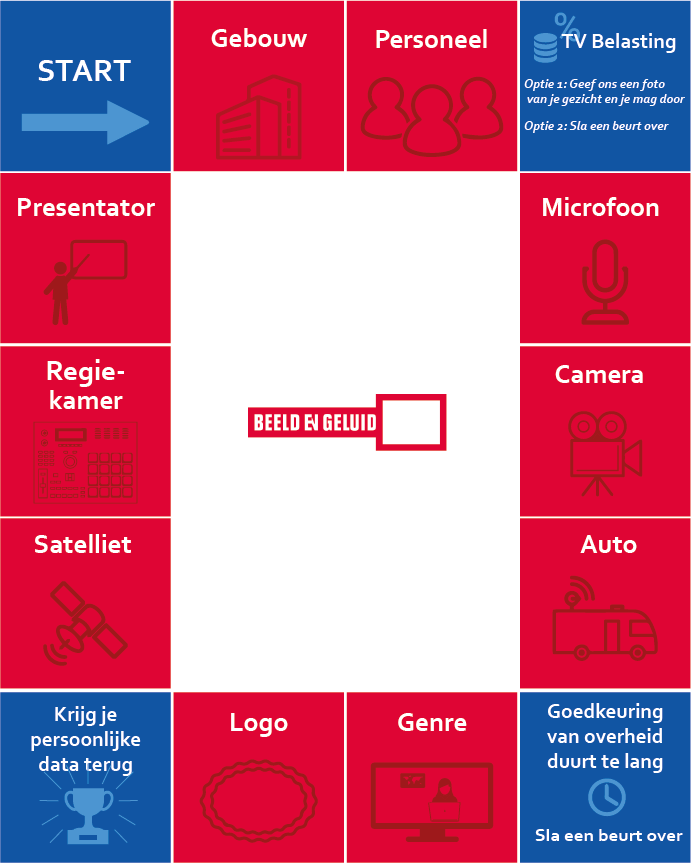 START
Gebouw
Personeel
TV Belasting
Optie 1: Geef ons een foto
van je gezicht en je mag door
Optie 2: Sla een beurt over
Presentator
Microfoon
Regie-
kamer
BEELD EN GELUID
Camera
Satelliet
Auto
Krijg je
persoonlijke
data terug
Logo
Genre
Goedkeuring
van overheid
duurt te lang
Sla een beurt over